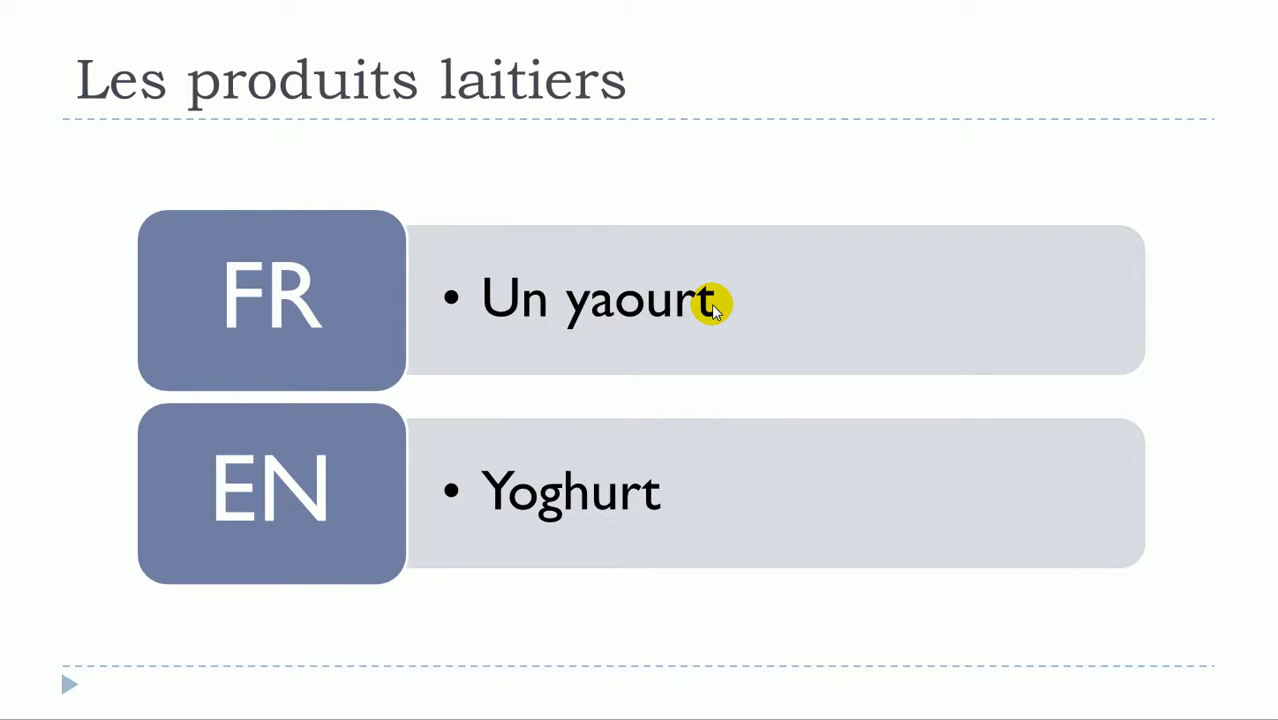 Les produits laitiers
FR
• Un yaourt
EN
• Yoghurt